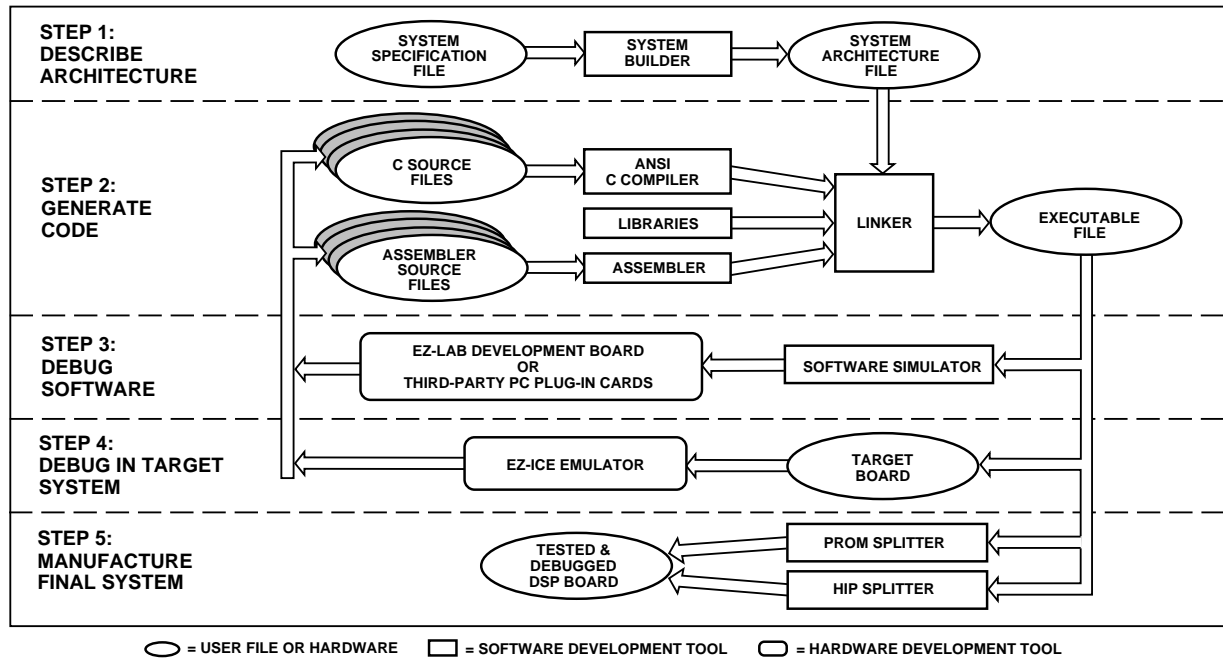 STEP 1:
DESCRIBE
ARCHITECTURE
SYSTEM
SPECIFICATION
FILE
SYSTEM
BUILDER
SYSTEM
ARCHITECTURE
FILE
STEP 2:
GENERATE
CODE
C SOURCE
FILES
ANSI
C COMPILER
LIBRARIES
ASSEMBLER
SOURCE
FILES
ASSEMBLER
LINKER
EXECUTABLE
FILE
STEP 3:
DEBUG
SOFTWARE
EZ-LAB DEVELOPMENT BOARD
OR
THIRD-PARTY PC PLUG-IN CARDS
SOFTWARE SIMULATOR
STEP 4:
DEBUG IN TARGET
SYSTEM
EZ-ICE EMULATOR
TARGET
BOARD
STEP 5:
MANUFACTURE
FINAL SYSTEM
TESTED &
DEBUGGED
DSP BOARD
PROM SPLITTER
HIP SPLITTER
= USER FILE OR HARDWARE
= SOFTWARE DEVELOPMENT TOOL
= HARDWARE DEVELOPMENT TOOL